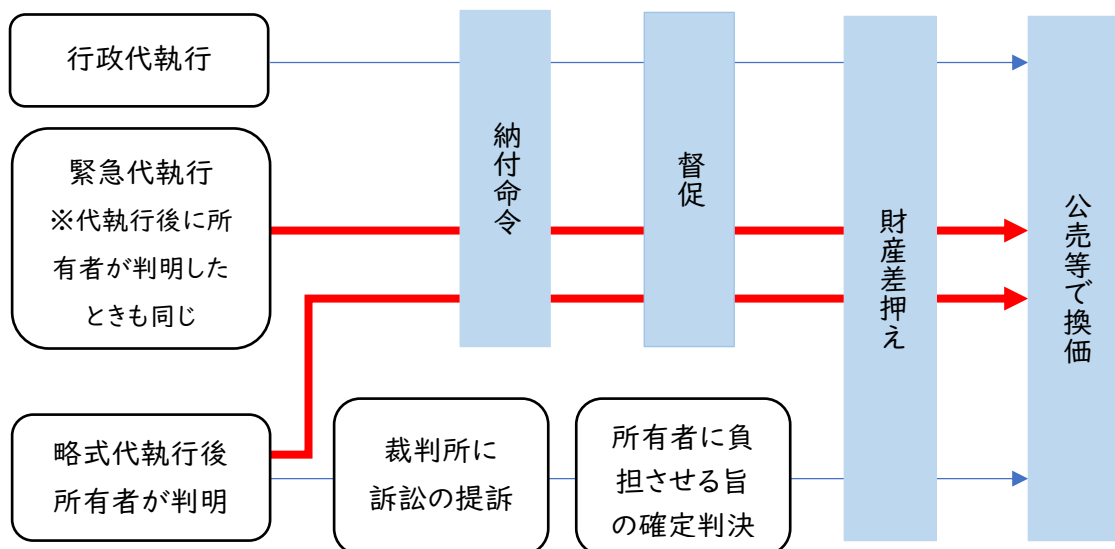 行政代執行
緊急代執行
※代執行後に所
有者が判明した
ときも同じ
略式代執行後
所有者が判明
裁判所に
訴訟の提訴
所有者に負
担させる旨
の確定判決
納付命令
督促
財産差押え
公売等で換価